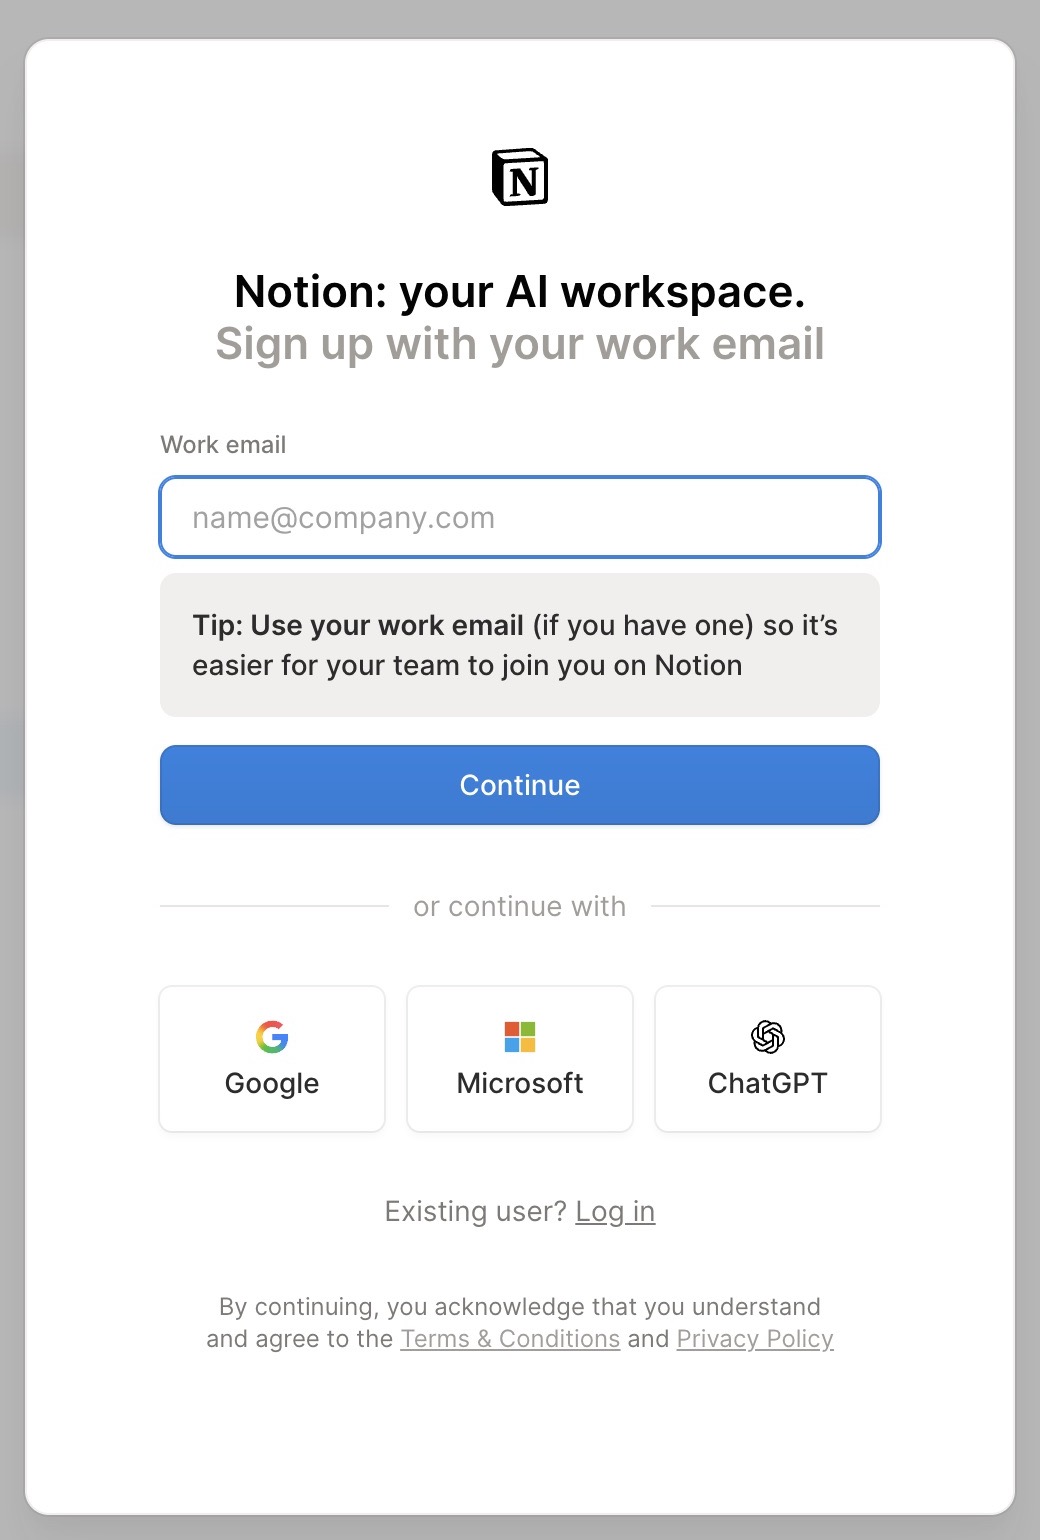 N
Notion: your AI workspace.
Sign up with your work email
Work email
name@company.com
Tip: Use your work email (if you have one) so it’s
easier for your team to join you on Notion
Continue
or continue with
Google
Microsoft
ChatGPT
Existing user? Log in
By continuing, you acknowledge that you understand
and agree to the Terms & Conditions and Privacy Policy